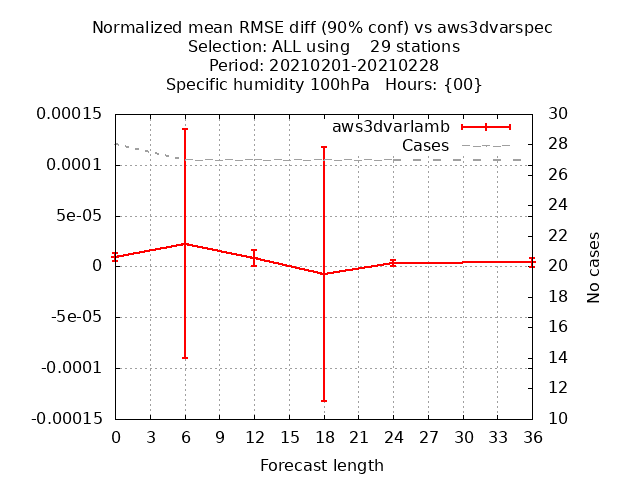 Normalized mean RMSE diff (90% conf) vs aws3dvarspec
Selection: ALL using    29 stations
Period: 20210201-20210228
Specific humidity 100hPa   Hours: {00}
aws3dvarlamb
Cases
0.00015
0.0001
5e-05
0
-5e-05
-0.0001
-0.00015
30
28
26
24
22
20
18
16
14
12
10
No cases
0 3 6 9 12 15 18 21 24 27 30 33 36
Forecast length